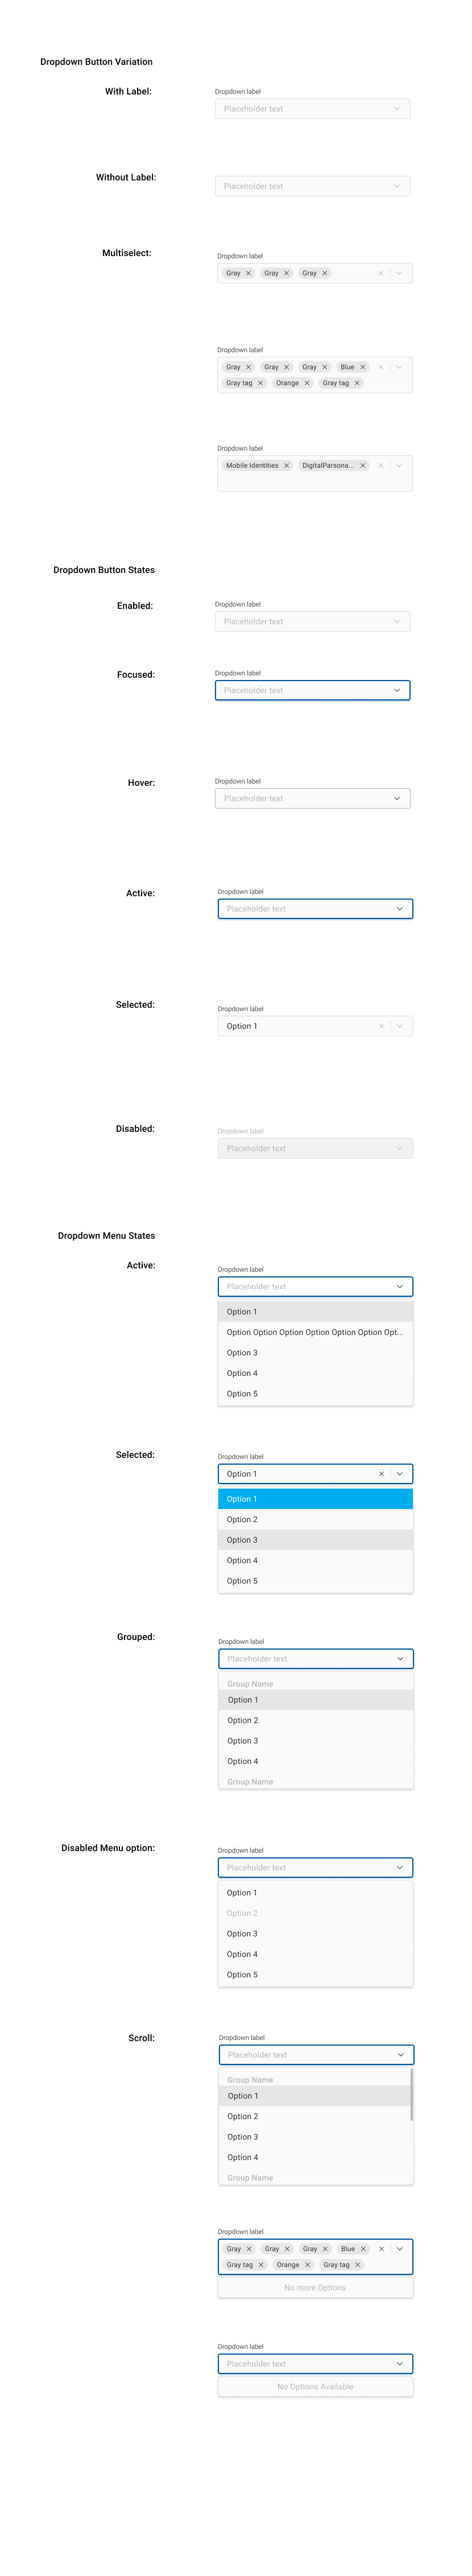 Dropdown Button Variation
With Label:
Dropdown label
Placeholder text
Without Label:
Placeholder text
Multiselect:
Dropdown label
Gray Gray Gray
Dropdown label
Gray Gray Gray Blue
Gray tag Orange Gray tag
Dropdown label
Mobile Identities DigitalParsona...
Dropdown Button States
Enabled:
Dropdown label
Placeholder text
Focused:
Dropdown label
Placeholder text
Hover:
Dropdown label
Placeholder text
Active:
Dropdown label
Placeholder text
Selected:
Dropdown label
Option 1
Disabled:
Dropdown label
Placeholder text
Dropdown Menu States
Active:
Dropdown label
Placeholder text
Option 1
Option Option Option Option Option Option Opt...
Option 3
Option 4
Option 5
Selected:
Dropdown label
Option 1
Option 1
Option 2
Option 3
Option 4
Option 5
Grouped:
Dropdown label
Placeholder text
Group Name
Option 1
Option 2
Option 3
Option 4
Group Name
Disabled Menu option:
Dropdown label
Placeholder text
Option 1
Option 2
Option 3
Option 4
Option 5
Scroll:
Dropdown label
Placeholder text
Group Name
Option 1
Option 2
Option 3
Option 4
Group Name
Dropdown label
Gray Gray Gray Blue
Gray tag Orange Gray tag
No more Options
Dropdown label
Placeholder text
No Options Available